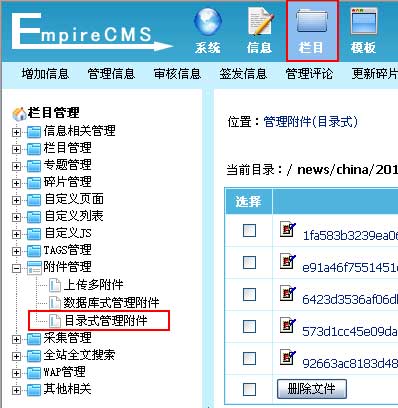 EmpireCMS
系统 信息 栏目 模板
增加信息 管理信息 审核信息 签发信息 管理评论 更新碎片
栏目管理
信息相关管理
栏目管理
专题管理
碎片管理
自定义页面
自定义列表
自定义JS
TAGS管理
附件管理
上传多附件
数据库式管理附件
目录式管理附件
采集管理
全站全文搜索
WAP管理
其他相关
位置：管理附件(目录式)
当前目录：/ news/china/201
选择
1fa583b3239ea06
e91a46f7551451
6423d3536af06d
573d1cc45e09da
92663ac8183d48
删除文件